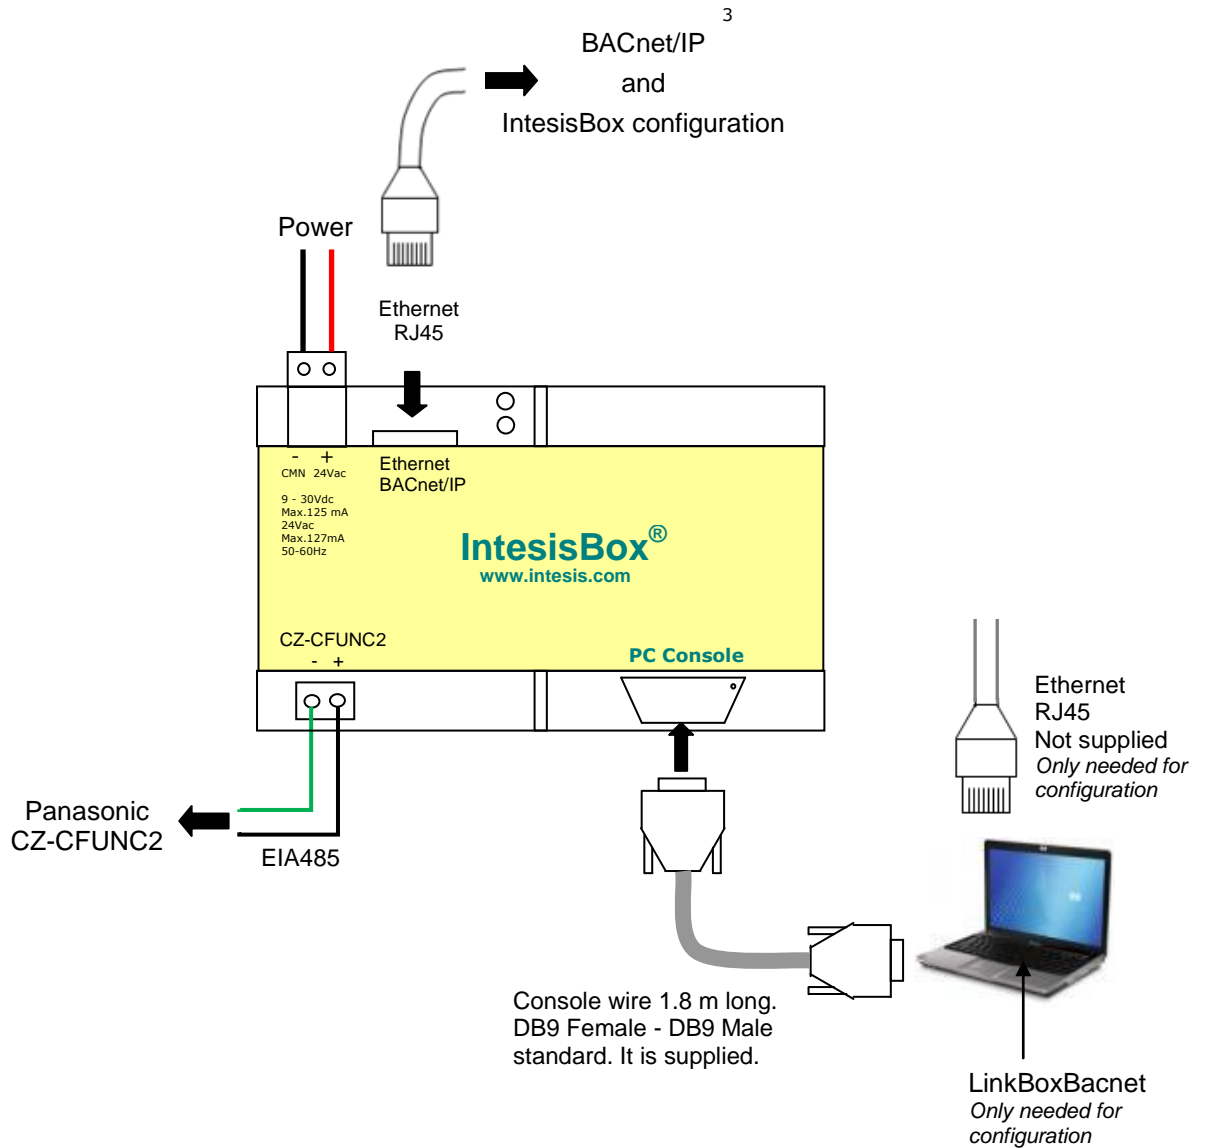 3
BACnet/IP
and
IntesisBox configuration
Power
Ethernet
RJ45
- +
CMN 24Vac
9 - 30Vdc
Max.125 mA
24Vac
Max.127mA
50-60Hz
Ethernet
BACnet/IP
IntesisBox®
www.intesis.com
CZ-CFUNC2
- +
PC Console
Ethernet
RJ45
Not supplied
Only needed for
configuration
Panasonic
CZ-CFUNC2
EIA485
Console wire 1.8 m long.
DB9 Female - DB9 Male
standard. It is supplied.
LinkBoxBacnet
Only needed for
configuration